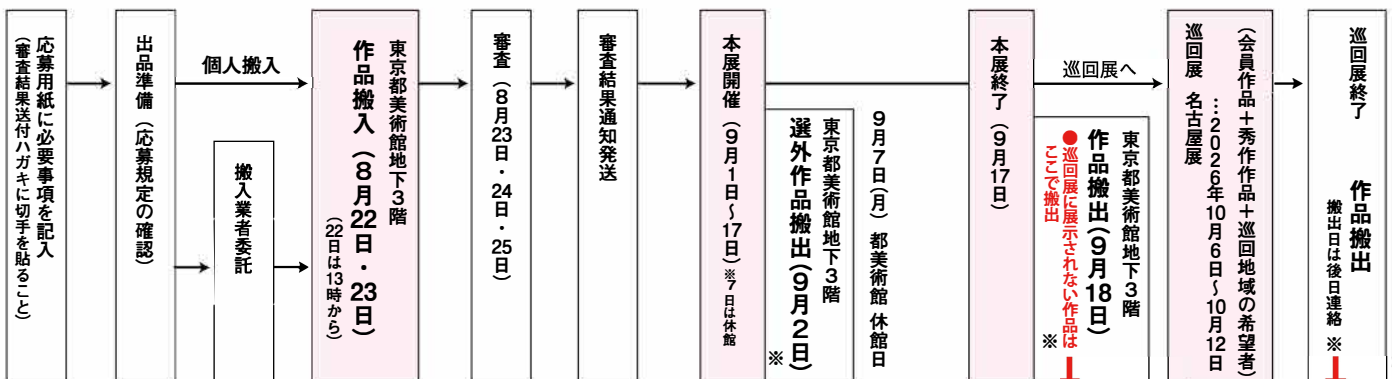 応募用紙に必要事項を記入
（審査結果送付ハガキに切手を貼ること）
出品準備（応募規定の確認）
個人搬入
搬入業者委託
東京都美術館地下3階
作品搬入（8月22日・23日）
（22日は13時から）
審査（8月23日・24日・25日）
審査結果通知発送
本展開催（9月1日～17日）※7日は休館
東京都美術館地下3階
選外作品搬出（9月2日）
※
9月7日（月）都美術館 休館日
本展終了（9月17日）
巡回展へ
東京都美術館地下3階
作品搬出（9月18日）
※
●巡回展に展示されない作品は
ここで搬出
（会員作品＋秀作作品＋巡回地域の希望者）
巡回展 名古屋展
…2026年10月6日～10月12日
巡回展終了
作品搬出
搬出日は後日連絡 ※